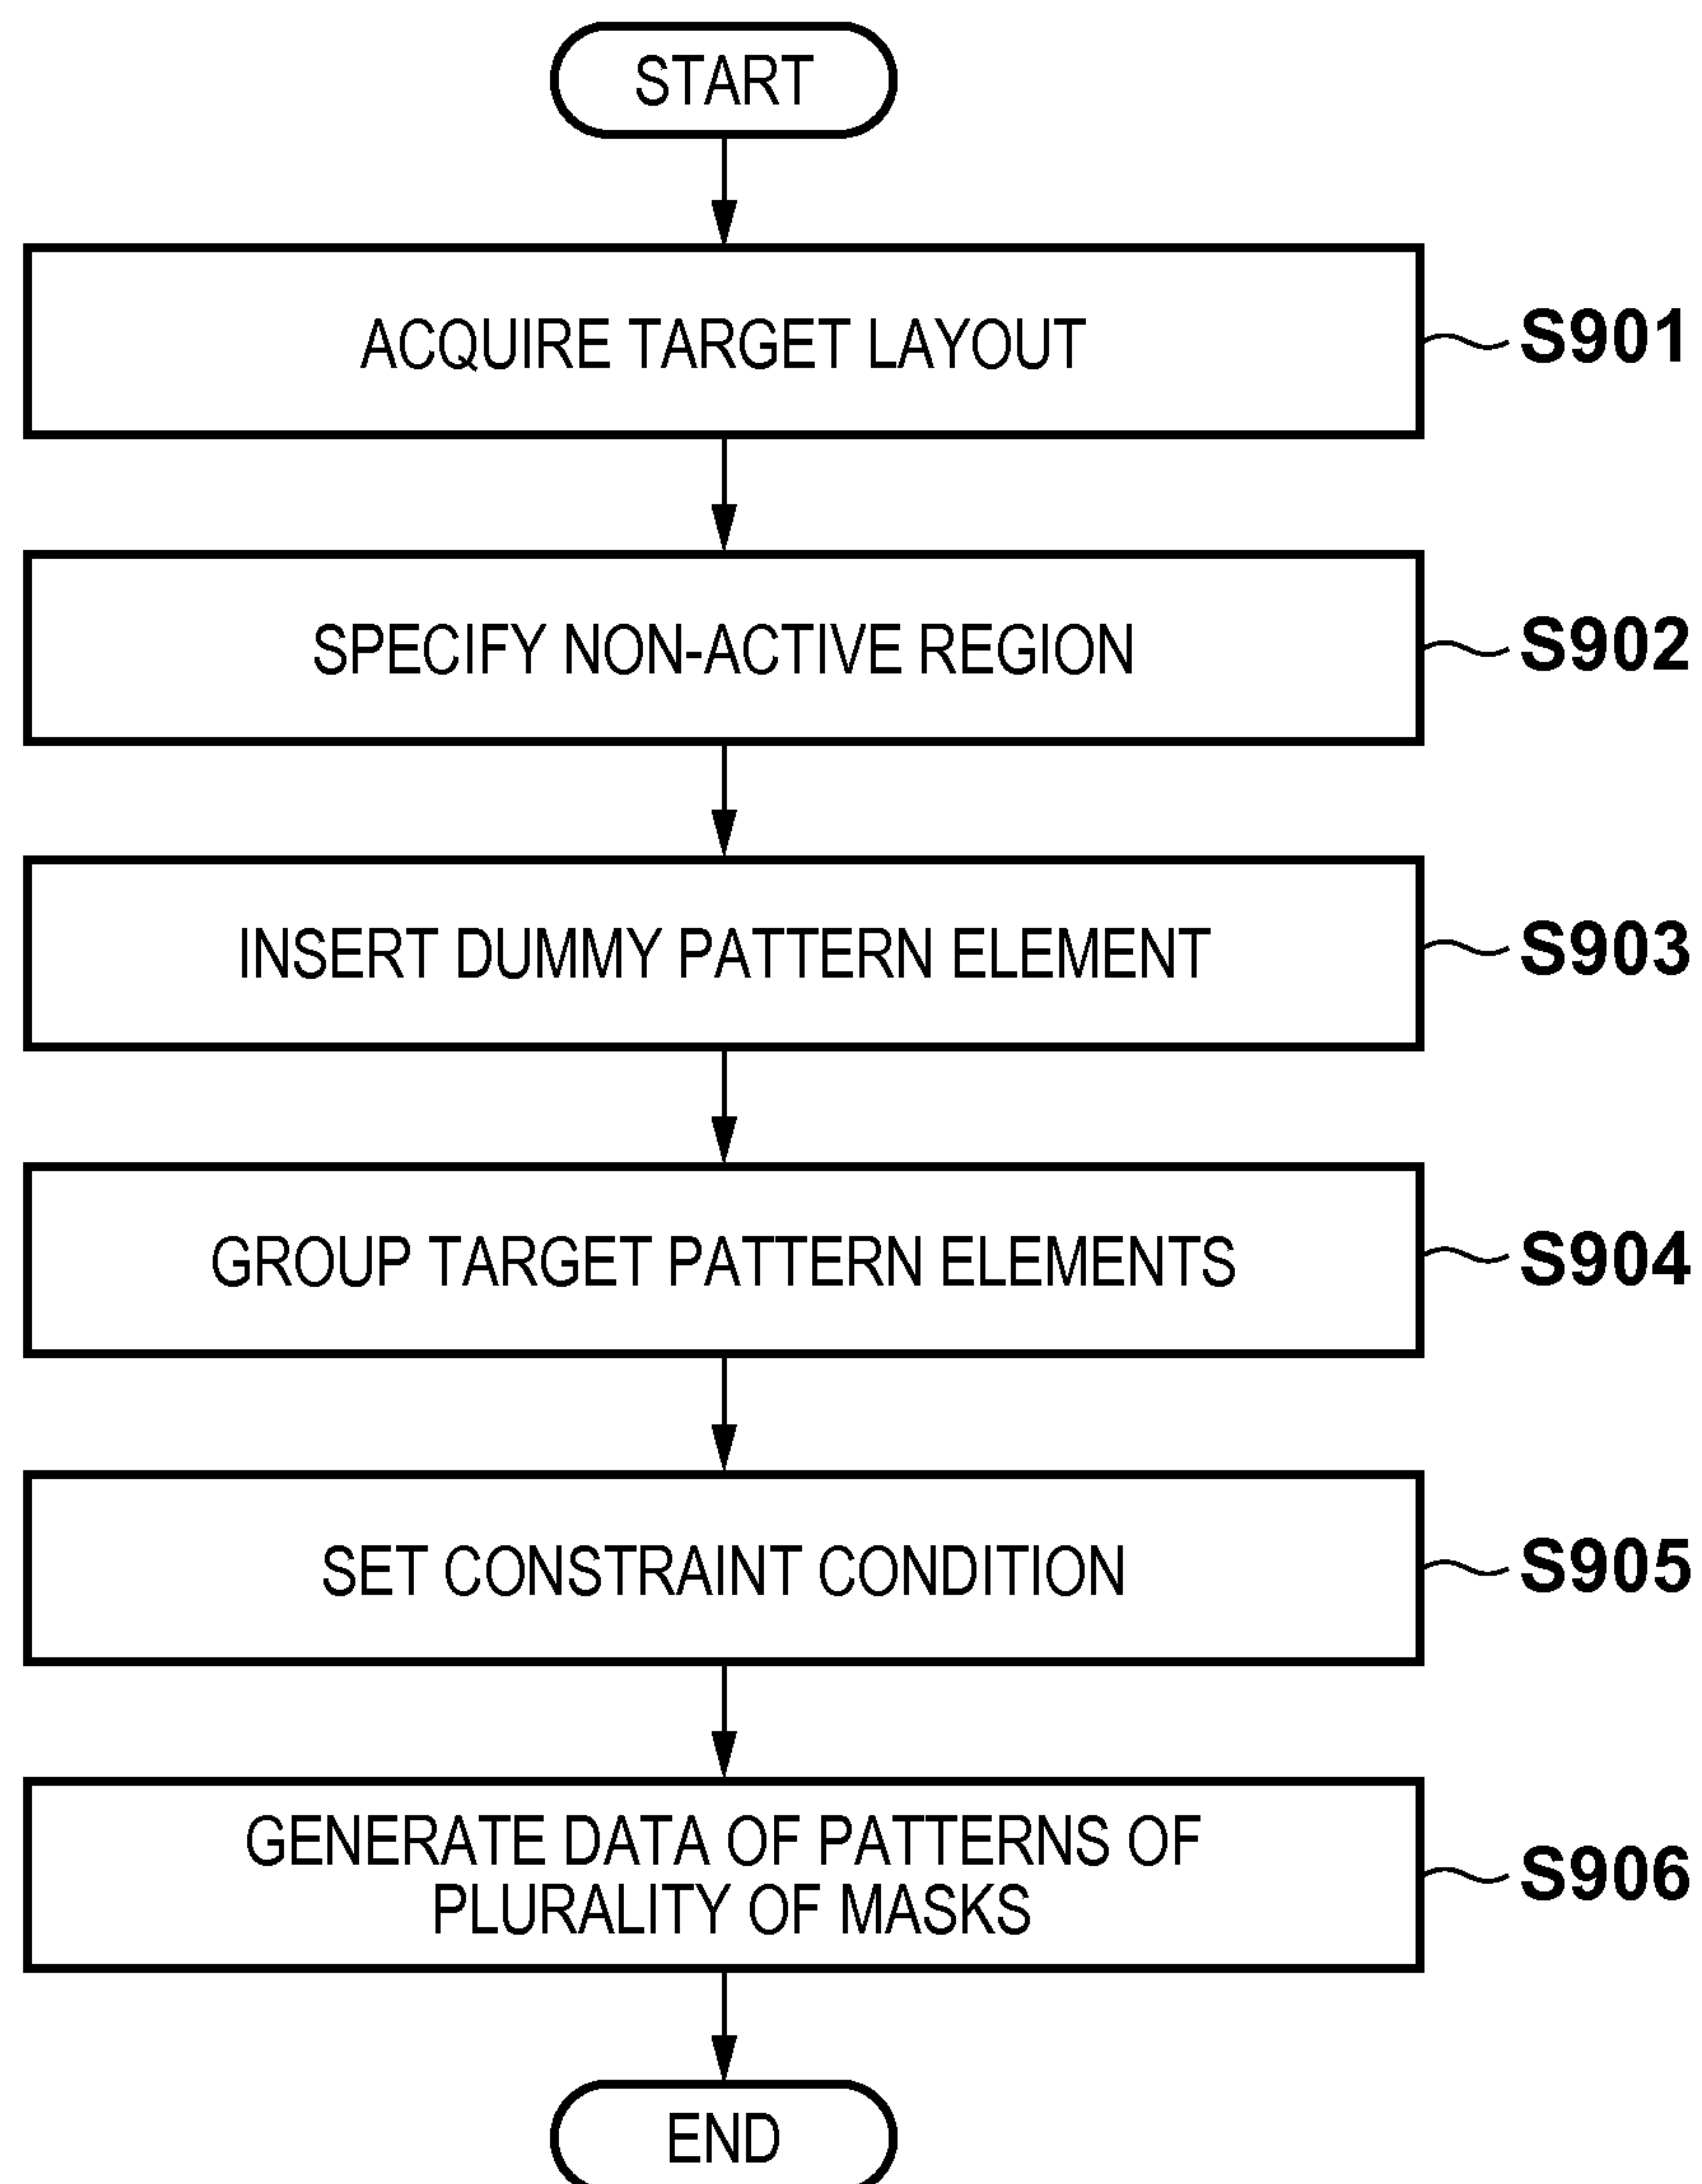 START
ACQUIRE TARGET LAYOUT
S901
SPECIFY NON-ACTIVE REGION
S902
INSERT DUMMY PATTERN ELEMENT
S903
GROUP TARGET PATTERN ELEMENTS
S904
SET CONSTRAINT CONDITION
S905
GENERATE DATA OF PATTERNS OF
PLURALITY OF MASKS
S906
END